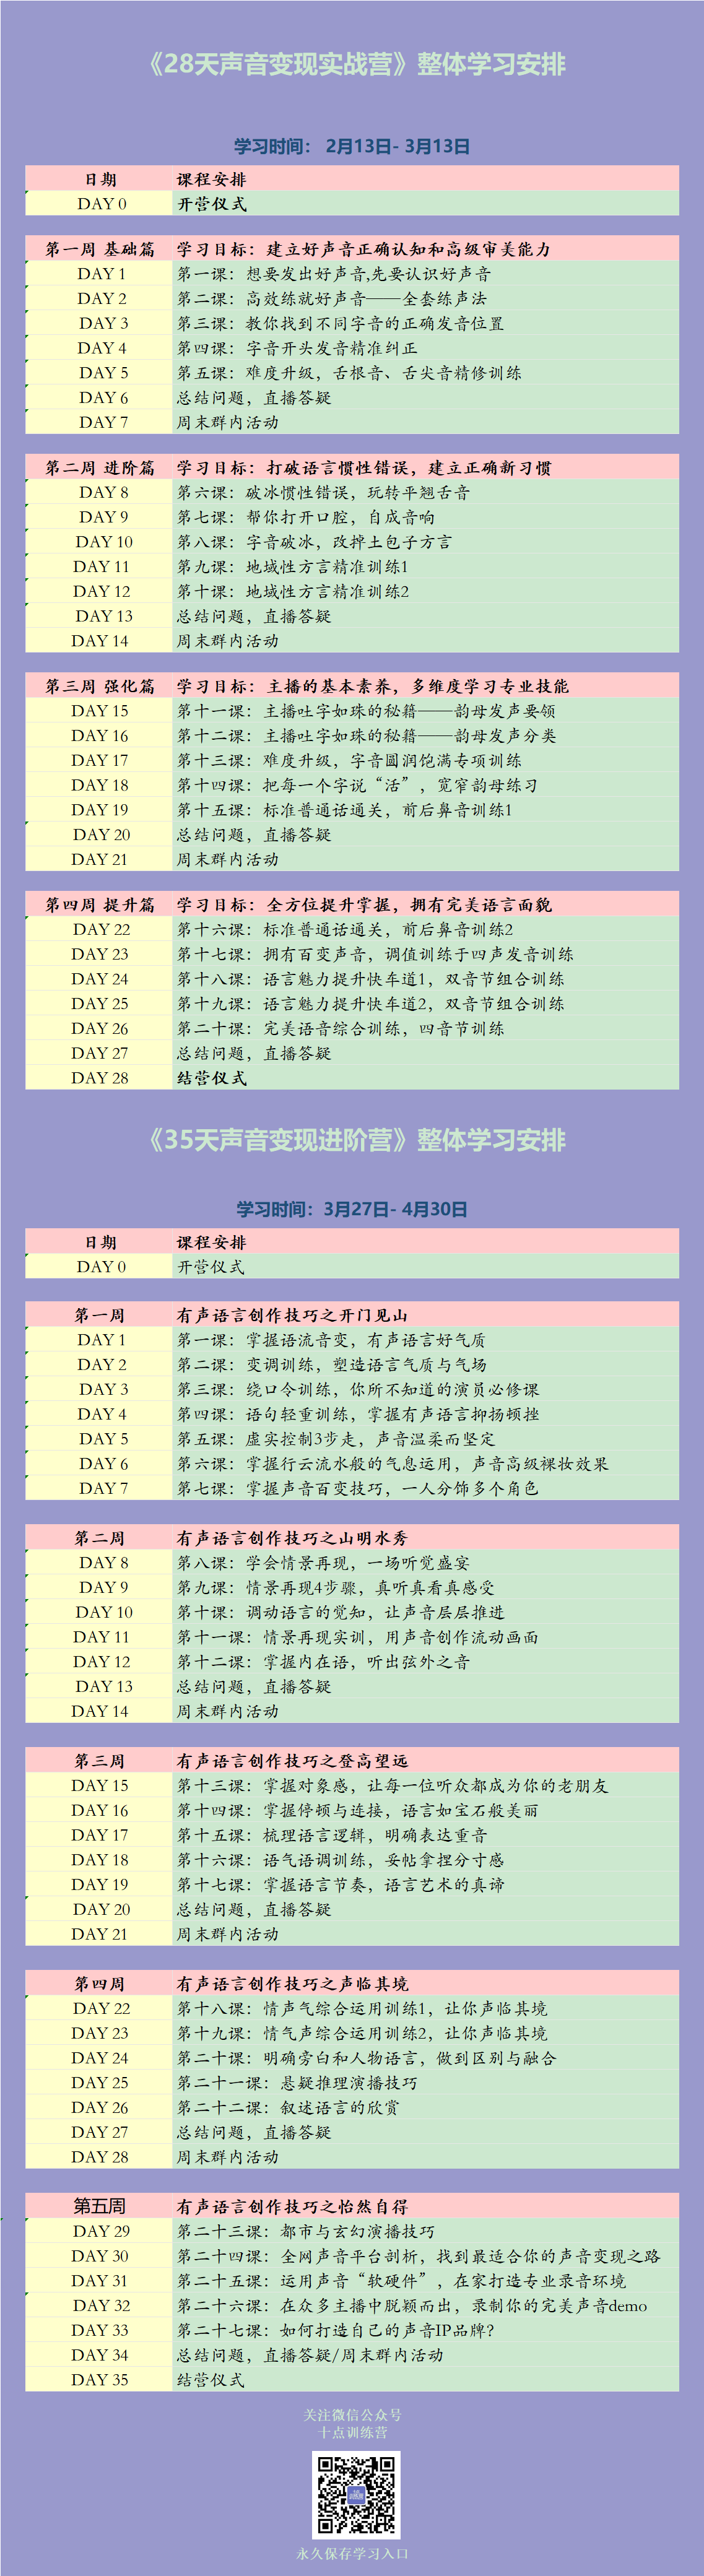 《28天声音变现实战营》整体学习安排
学习时间： 2月13日- 3月13日
日期 课程安排
DAY 0 开营仪式
第一周 基础篇 学习目标：建立好声音正确认知和高级审美能力
DAY 1 第一课：想要发出好声音,先要认识好声音
DAY 2 第二课：高效练就好声音——全套练声法
DAY 3 第三课：教你找到不同字音的正确发音位置
DAY 4 第四课：字音开头发音精准纠正
DAY 5 第五课：难度升级，舌根音、舌尖音精修训练
DAY 6 总结问题，直播答疑
DAY 7 周末群内活动
第二周 进阶篇 学习目标：打破语言惯性错误，建立正确新习惯
DAY 8 第六课：破冰惯性错误，玩转平翘舌音
DAY 9 第七课：帮你打开口腔，自成音响
DAY 10 第八课：字音破冰，改掉土包子方言
DAY 11 第九课：地域性方言精准训练1
DAY 12 第十课：地域性方言精准训练2
DAY 13 总结问题，直播答疑
DAY 14 周末群内活动
第三周 强化篇 学习目标：主播的基本素养，多维度学习专业技能
DAY 15 第十一课：主播吐字如珠的秘籍——韵母发声要领
DAY 16 第十二课：主播吐字如珠的秘籍——韵母发声分类
DAY 17 第十三课：难度升级，字音圆润饱满专项训练
DAY 18 第十四课：把每一个字说“活”，宽窄韵母练习
DAY 19 第十五课：标准普通话通关，前后鼻音训练1
DAY 20 总结问题，直播答疑
DAY 21 周末群内活动
第四周 提升篇 学习目标：全方位提升掌握，拥有完美语言面貌
DAY 22 第十六课：标准普通话通关，前后鼻音训练2
DAY 23 第十七课：拥有百变声音，调值训练于四声发音训练
DAY 24 第十八课：语言魅力提升快车道1，双音节组合训练
DAY 25 第十九课：语言魅力提升快车道2，双音节组合训练
DAY 26 第二十课：完美语音综合训练，四音节训练
DAY 27 总结问题，直播答疑
DAY 28 结营仪式
《35天声音变现进阶营》整体学习安排
学习时间：3月27日- 4月30日
日期 课程安排
DAY 0 开营仪式
第一周 有声语言创作技巧之开门见山
DAY 1 第一课：掌握语流音变，有声语言好气质
DAY 2 第二课：变调训练，塑造语言气质与气场
DAY 3 第三课：绕口令训练，你所不知道的演员必修课
DAY 4 第四课：语句轻重训练，掌握有声语言抑扬顿挫
DAY 5 第五课：虚实控制3步走，声音温柔而坚定
DAY 6 第六课：掌握行云流水般的气息运用，声音高级裸妆效果
DAY 7 第七课：掌握声音百变技巧，一人分饰多个角色
第二周 有声语言创作技巧之山明水秀
DAY 8 第八课：学会情景再现，一场听觉盛宴
DAY 9 第九课：情景再现4步骤，真听真看真感受
DAY 10 第十课：调动语言的觉知，让声音层层推进
DAY 11 第十一课：情景再现实训，用声音创作流动画面
DAY 12 第十二课：掌握内在语，听出弦外之音
DAY 13 总结问题，直播答疑
DAY 14 周末群内活动
第三周 有声语言创作技巧之登高望远
DAY 15 第十三课：掌握对象感，让每一位听众都成为你的老朋友
DAY 16 第十四课：掌握停顿与连接，语言如宝石般美丽
DAY 17 第十五课：梳理语言逻辑，明确表达重音
DAY 18 第十六课：语气语调训练，妥帖拿捏分寸感
DAY 19 第十七课：掌握语言节奏，语言艺术的真谛
DAY 20 总结问题，直播答疑
DAY 21 周末群内活动
第四周 有声语言创作技巧之声临其境
DAY 22 第十八课：情声气综合运用训练1，让你声临其境
DAY 23 第十九课：情气声综合运用训练2，让你声临其境
DAY 24 第二十课：明确旁白和人物语言，做到区别与融合
DAY 25 第二十一课：悬疑推理演播技巧
DAY 26 第二十二课：叙述语言的欣赏
DAY 27 总结问题，直播答疑
DAY 28 周末群内活动
第五周 有声语言创作技巧之怡然自得
DAY 29 第二十三课：都市与玄幻演播技巧
DAY 30 第二十四课：全网声音平台剖析，找到最适合你的声音变现之路
DAY 31 第二十五课：运用声音“软硬件”，在家打造专业录音环境
DAY 32 第二十六课：在众多主播中脱颖而出，录制你的完美声音demo
DAY 33 第二十七课：如何打造自己的声音IP品牌?
DAY 34 总结问题，直播答疑/周末群内活动
DAY 35 结营仪式
关注微信公众号
十点训练营
永久保存学习入口